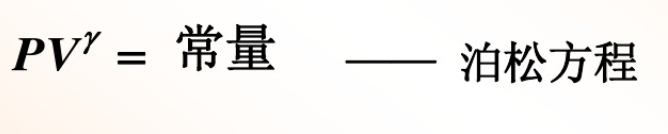 PV^γ = 常量 —— 泊松方程